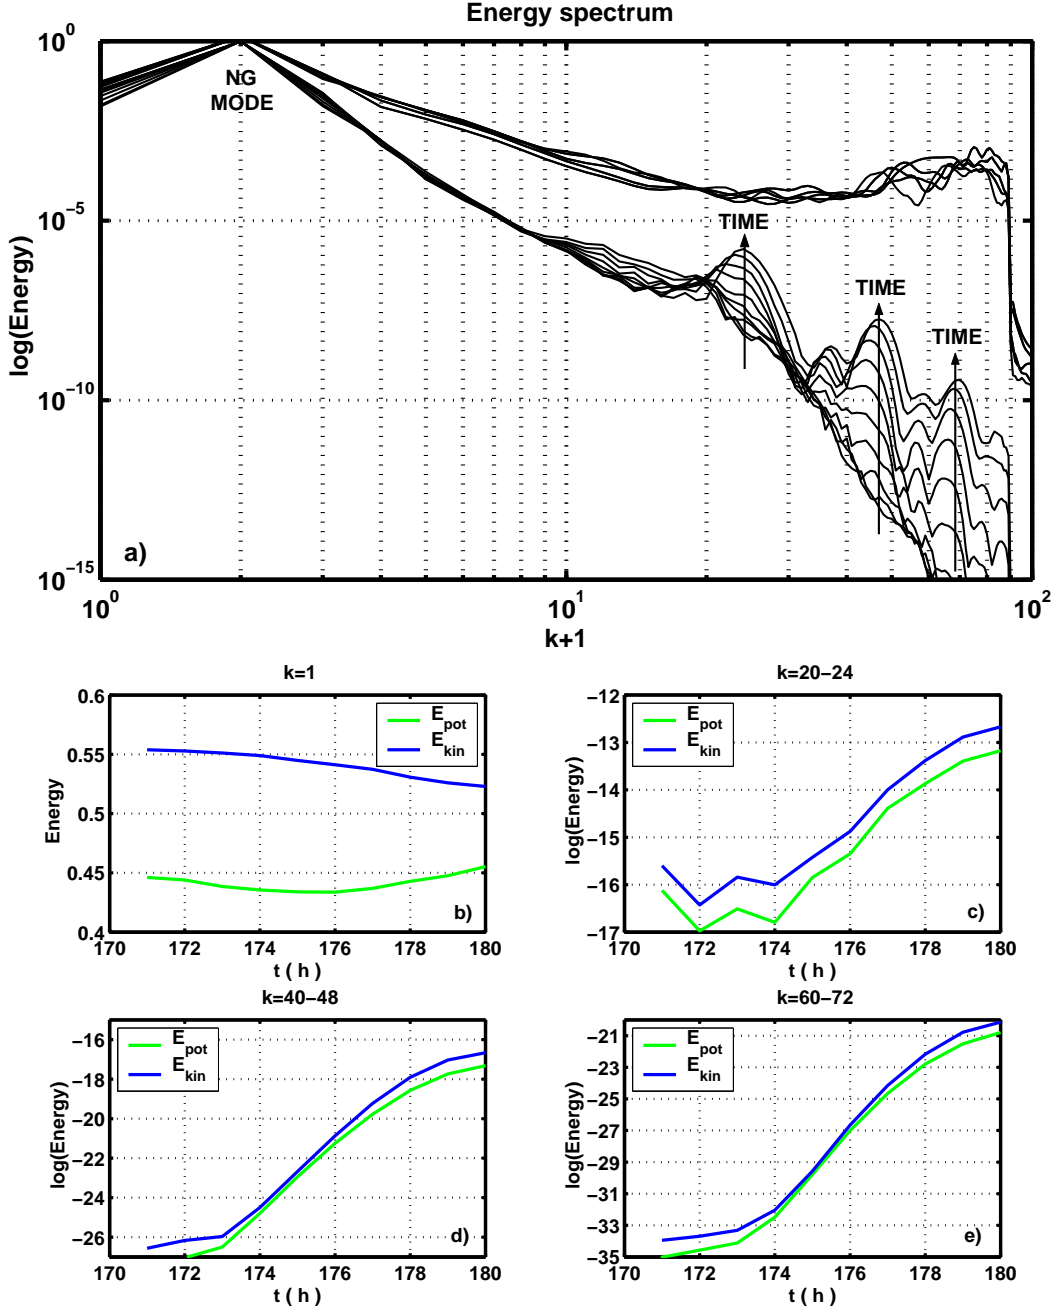 Energy spectrum
10^0
NG
MODE
10^−5
TIME
TIME
TIME
10^−10
10^−15
log(Energy)
a)
10^0
10^1
10^2
k+1
k=1
0.6
0.55
0.5
0.45
0.4
Energy
E_pot
E_kin
b)
170 172 174 176 178 180
t ( h )
k=20−24
−12
−13
−14
−15
−16
−17
log(Energy)
E_pot
E_kin
c)
170 172 174 176 178 180
t ( h )
k=40−48
−16
−18
−20
−22
−24
−26
log(Energy)
E_pot
E_kin
d)
170 172 174 176 178 180
t ( h )
k=60−72
−21
−23
−25
−27
−29
−31
−33
−35
log(Energy)
E_pot
E_kin
e)
170 172 174 176 178 180
t ( h )